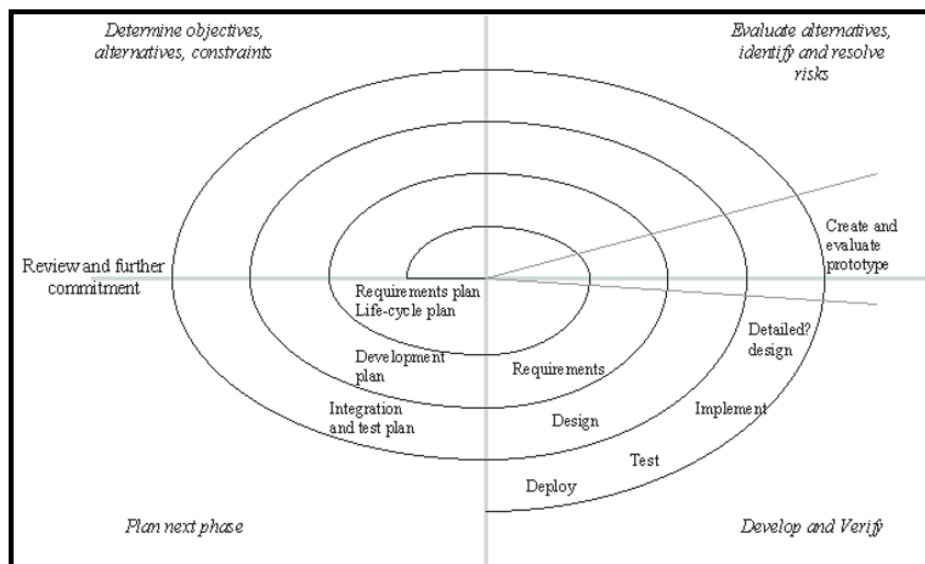 Determine objectives,
alternatives, constraints
Evaluate alternatives,
identify and resolve
risks
Create and
evaluate
prototype
Review and further
commitment
Requirements plan
Life-cycle plan
Development
plan
Integration
and test plan
Requirements
Design
Detailed?
design
Implement
Test
Deploy
Plan next phase
Develop and Verify